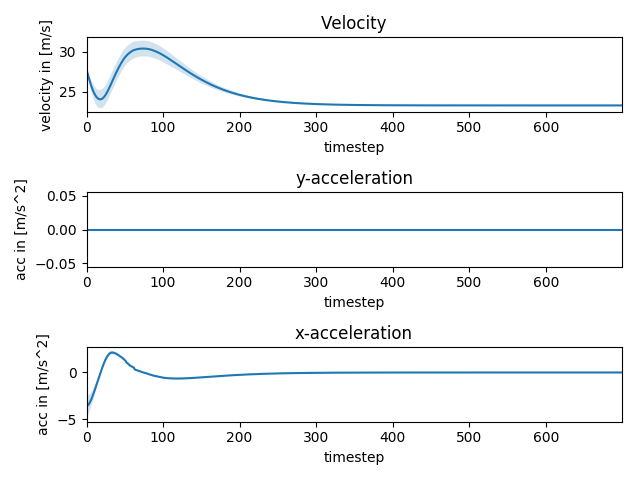 Velocity
velocity in [m/s]
30
25
0 100 200 300 400 500 600
timestep
y-acceleration
acc in [m/s^2]
0.05
0.00
−0.05
0 100 200 300 400 500 600
timestep
x-acceleration
acc in [m/s^2]
0
−5
0 100 200 300 400 500 600
timestep